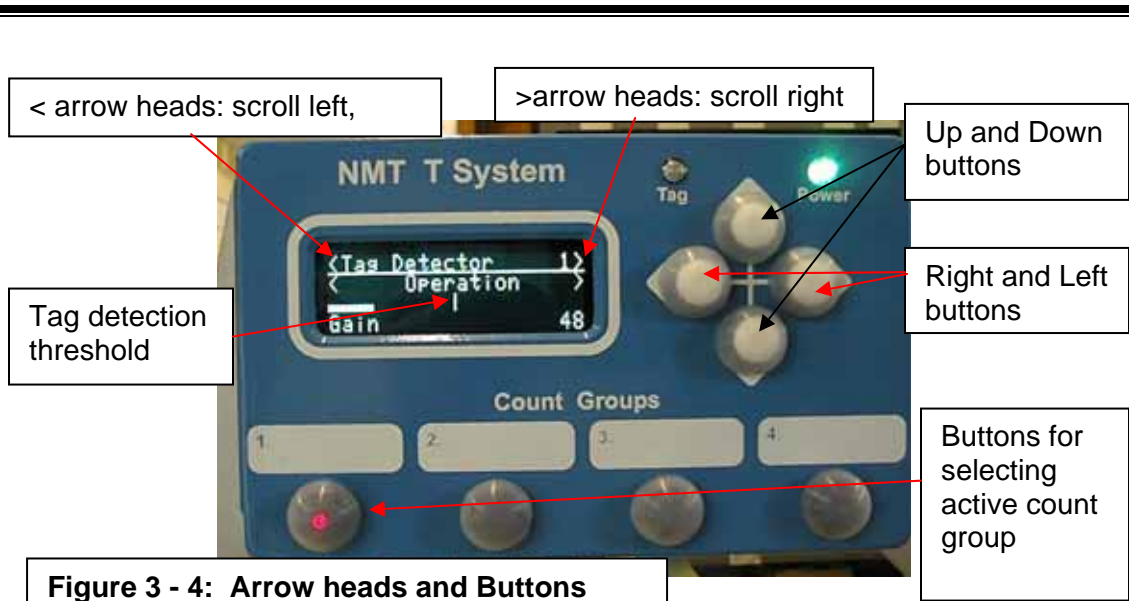 < arrow heads: scroll left,
>arrow heads: scroll right
Up and Down
buttons
NMT T System
Tag
Power
<Tag Detector 1>
< Operation >
Gain 48
Right and Left
buttons
Tag detection
threshold
Count Groups
1.
2.
3.
4.
Buttons for
selecting
active count
group
Figure 3 - 4: Arrow heads and Buttons